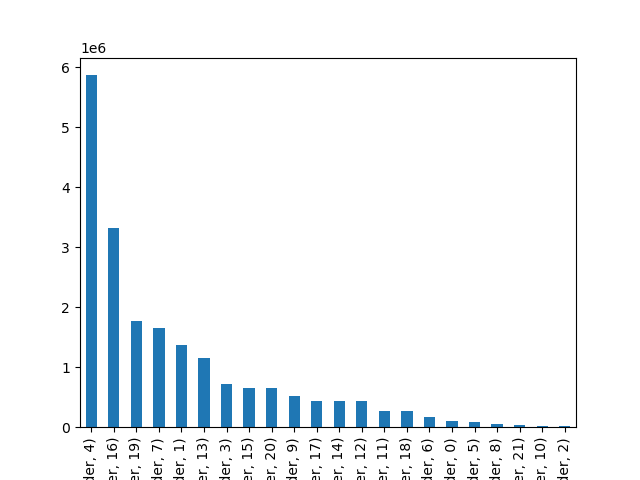 1e6
6
5
4
3
2
1
0
der, 4)
er, 16)
er, 19)
der, 7)
der, 1)
er, 13)
der, 3)
er, 15)
er, 20)
der, 9)
er, 17)
er, 14)
er, 12)
er, 11)
er, 18)
der, 6)
der, 0)
der, 5)
der, 8)
er, 21)
er, 10)
der, 2)